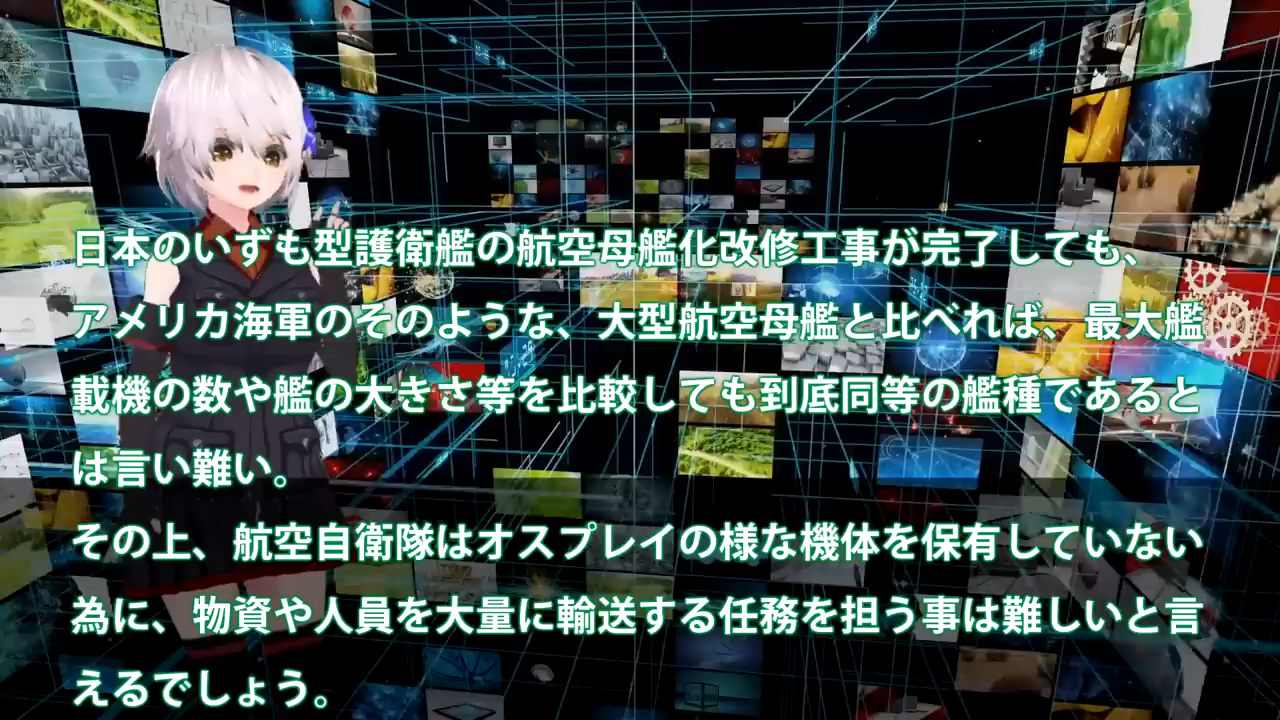 日本のいずも型護衛艦の航空母艦化改修工事が完了しても、
アメリカ海軍のそのような、大型航空母艦と比べれば、最大艦
載機の数や艦の大きさ等を比較しても到底同等の艦種であると
は言い難い。
その上、航空自衛隊はオスプレイの様な機体を保有していない
為に、物資や人員を大量に輸送する任務を担う事は難しいと言
えるでしょう。